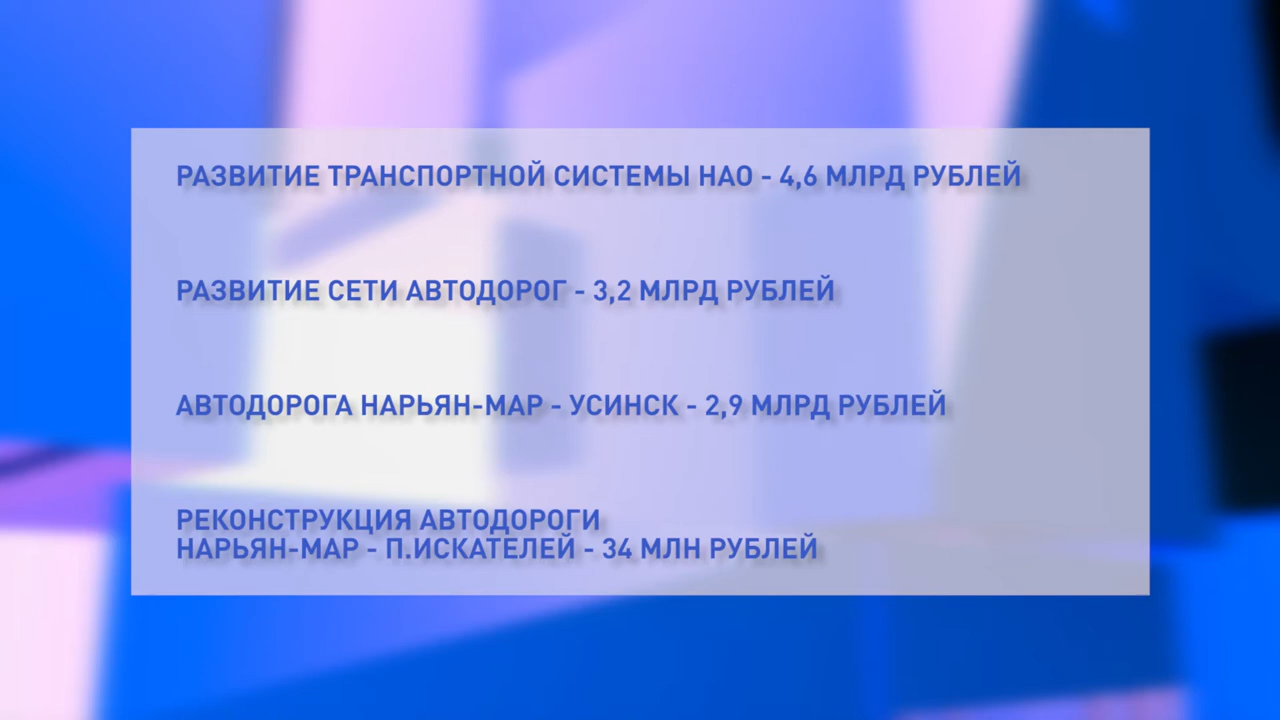 РАЗВИТИЕ ТРАНСПОРТНОЙ СИСТЕМЫ НАО - 4,6 МЛРД РУБЛЕЙ
РАЗВИТИЕ СЕТИ АВТОДОРОГ - 3,2 МЛРД РУБЛЕЙ
АВТОДОРОГА НАРЬЯН-МАР - УСИНСК - 2,9 МЛРД РУБЛЕЙ
РЕКОНСТРУКЦИЯ АВТОДОРОГИ
НАРЬЯН-МАР - П.ИСКАТЕЛЕЙ - 34 МЛН РУБЛЕЙ